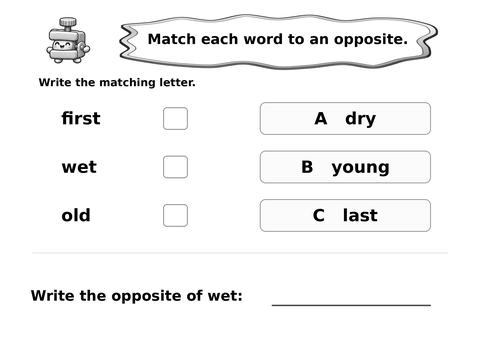 Match each word to an opposite.
Write the matching letter.
first A dry
wet B young
old C last
Write the opposite of wet: